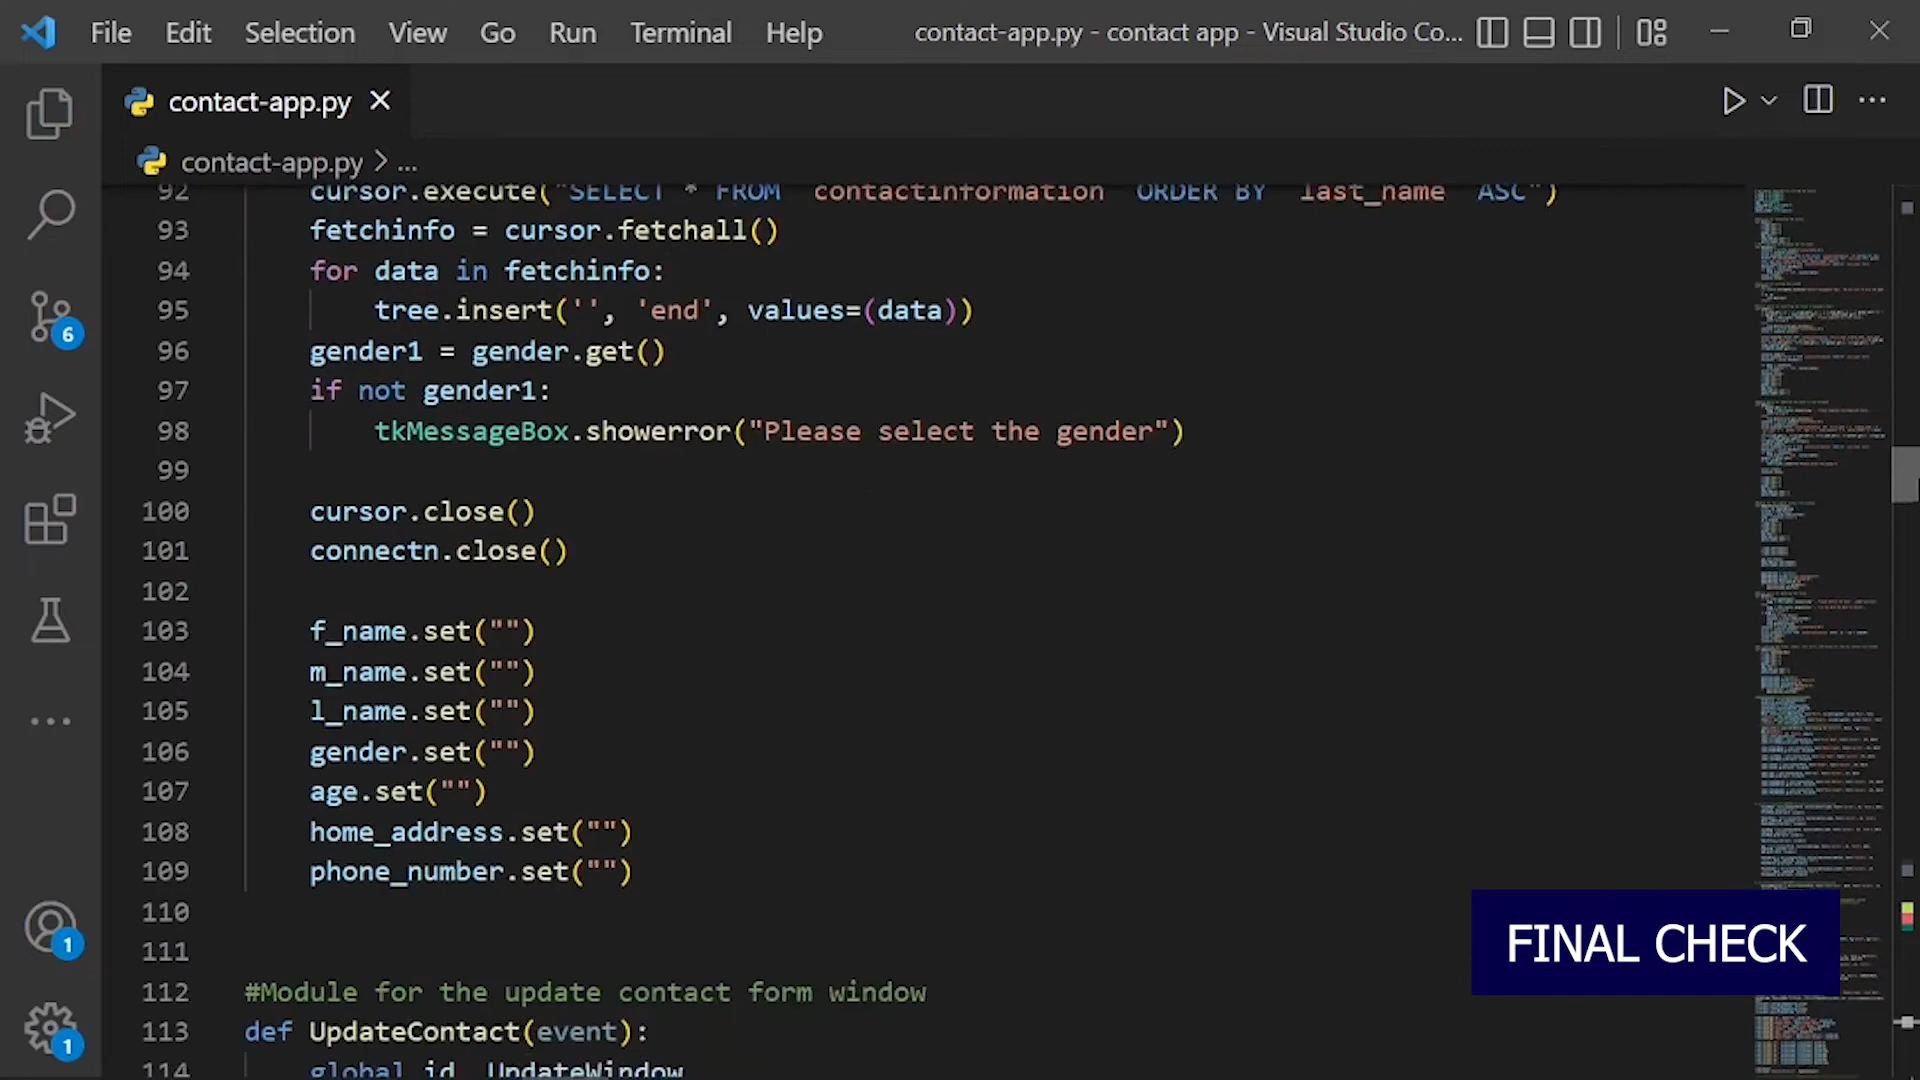 File Edit Selection View Go Run Terminal Help contact-app.py - contact app - Visual Studio Co...
contact-app.py
contact-app.py > ...
92 cursor.execute("SELECT * FROM contactinformation ORDER BY last_name ASC")
93 fetchinfo = cursor.fetchall()
94 for data in fetchinfo:
95 tree.insert('', 'end', values=(data))
96 gender1 = gender.get()
97 if not gender1:
98 tkMessageBox.showerror("Please select the gender")
99
100 cursor.close()
101 connectn.close()
102
103 f_name.set("")
104 m_name.set("")
105 l_name.set("")
106 gender.set("")
107 age.set("")
108 home_address.set("")
109 phone_number.set("")
110
111
112 #Module for the update contact form window
113 def UpdateContact(event):
114 global id, UpdateWindow
6
1
1
FINAL CHECK